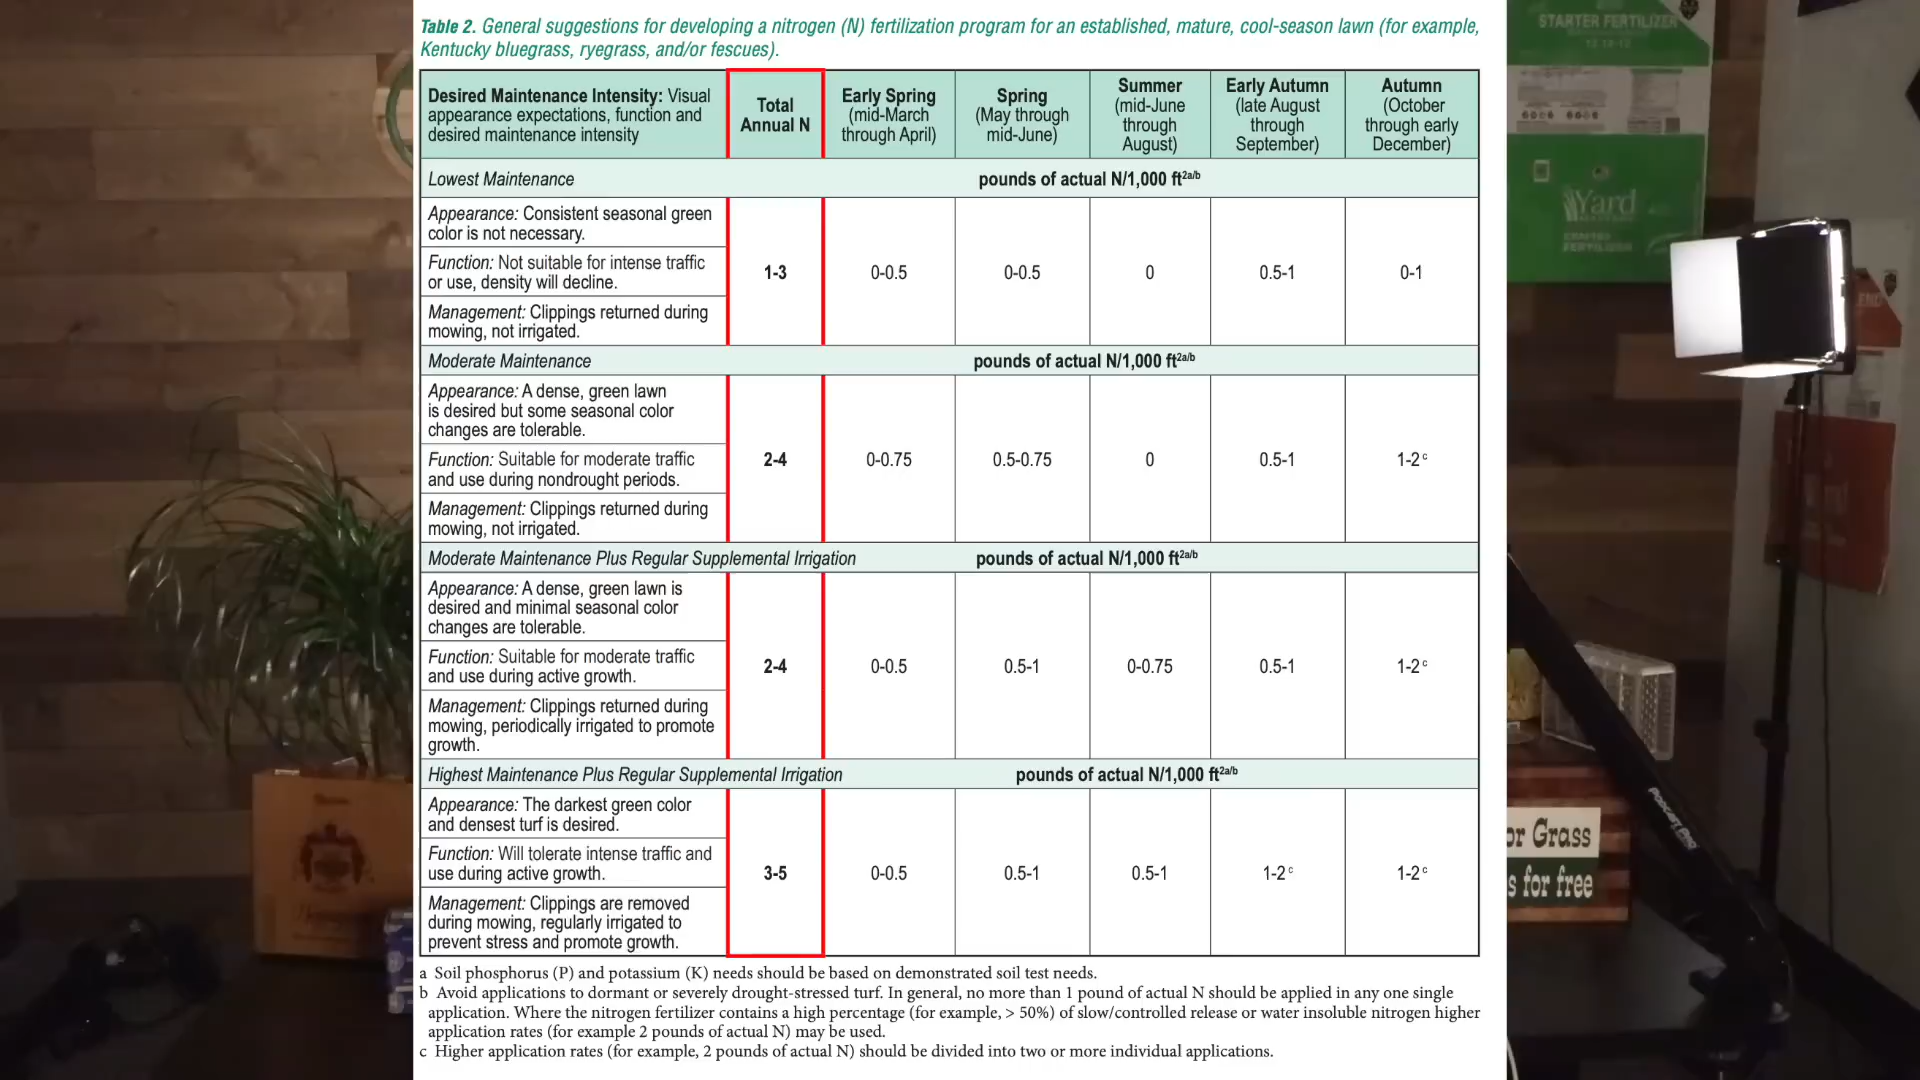 Table 2. General suggestions for developing a nitrogen (N) fertilization program for an established, mature, cool-season lawn (for example,
Kentucky bluegrass, ryegrass, and/or fescues).
Desired Maintenance Intensity: Visual
appearance expectations, function and
desired maintenance intensity
Total
Annual N
Early Spring
(mid-March
through April)
Spring
(May through
mid-June)
Summer
(mid-June
through
August)
Early Autumn
(late August
through
September)
Autumn
(October
through early
December)
Lowest Maintenance
pounds of actual N/1,000 ft2a/b
Appearance: Consistent seasonal green
color is not necessary.
Function: Not suitable for intense traffic
or use, density will decline.
Management: Clippings returned during
mowing, not irrigated.
1-3
0-0.5
0-0.5
0
0.5-1
0-1
Moderate Maintenance
pounds of actual N/1,000 ft2a/b
Appearance: A dense, green lawn
is desired but some seasonal color
changes are tolerable.
Function: Suitable for moderate traffic
and use during nondrought periods.
Management: Clippings returned during
mowing, not irrigated.
2-4
0-0.75
0.5-0.75
0
0.5-1
1-2 c
Moderate Maintenance Plus Regular Supplemental Irrigation
pounds of actual N/1,000 ft2a/b
Appearance: A dense, green lawn is
desired and minimal seasonal color
changes are tolerable.
Function: Suitable for moderate traffic
and use during active growth.
Management: Clippings returned during
mowing, periodically irrigated to promote
growth.
2-4
0-0.5
0.5-1
0-0.75
0.5-1
1-2 c
Highest Maintenance Plus Regular Supplemental Irrigation
pounds of actual N/1,000 ft2a/b
Appearance: The darkest green color
and densest turf is desired.
Function: Will tolerate intense traffic and
use during active growth.
Management: Clippings are removed
during mowing, regularly irrigated to
prevent stress and promote growth.
3-5
0-0.5
0.5-1
0.5-1
1-2 c
1-2 c
a Soil phosphorus (P) and potassium (K) needs should be based on demonstrated soil test needs.
b Avoid applications to dormant or severely drought-stressed turf. In general, no more than 1 pound of actual N should be applied in any one single
application. Where the nitrogen fertilizer contains a high percentage (for example, > 50%) of slow/controlled release or water insoluble nitrogen higher
application rates (for example 2 pounds of actual N) may be used.
c Higher application rates (for example, 2 pounds of actual N) should be divided into two or more individual applications.
STARTER FERTILIZER
Yard
FERTILIZER
or Grass
s for free